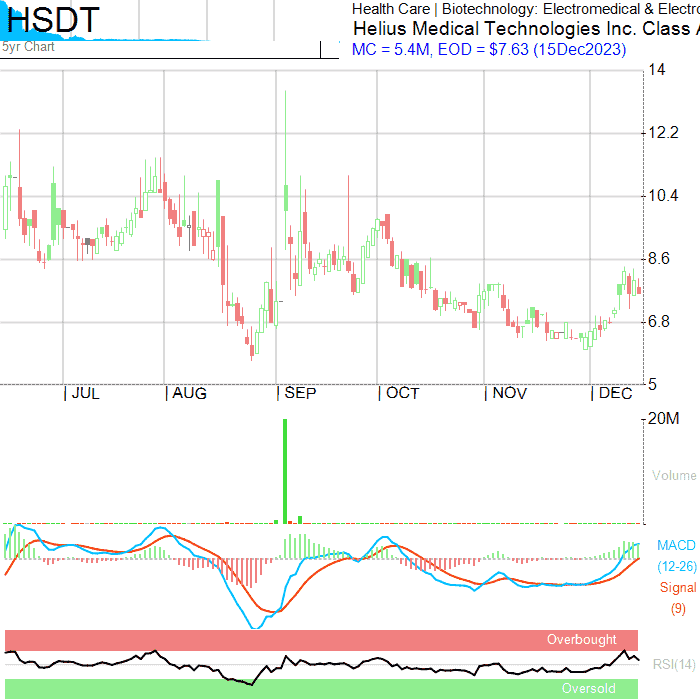 HSDT
5yr Chart
Health Care | Biotechnology: Electromedical & Electro
Helius Medical Technologies Inc. Class A
MC = 5.4M, EOD = $7.63 (15Dec2023)
14
12.2
10.4
8.6
6.8
5
JUL AUG SEP OCT NOV DEC
20M
Volume
MACD
(12-26)
Signal
(9)
Overbought
RSI(14)
Oversold